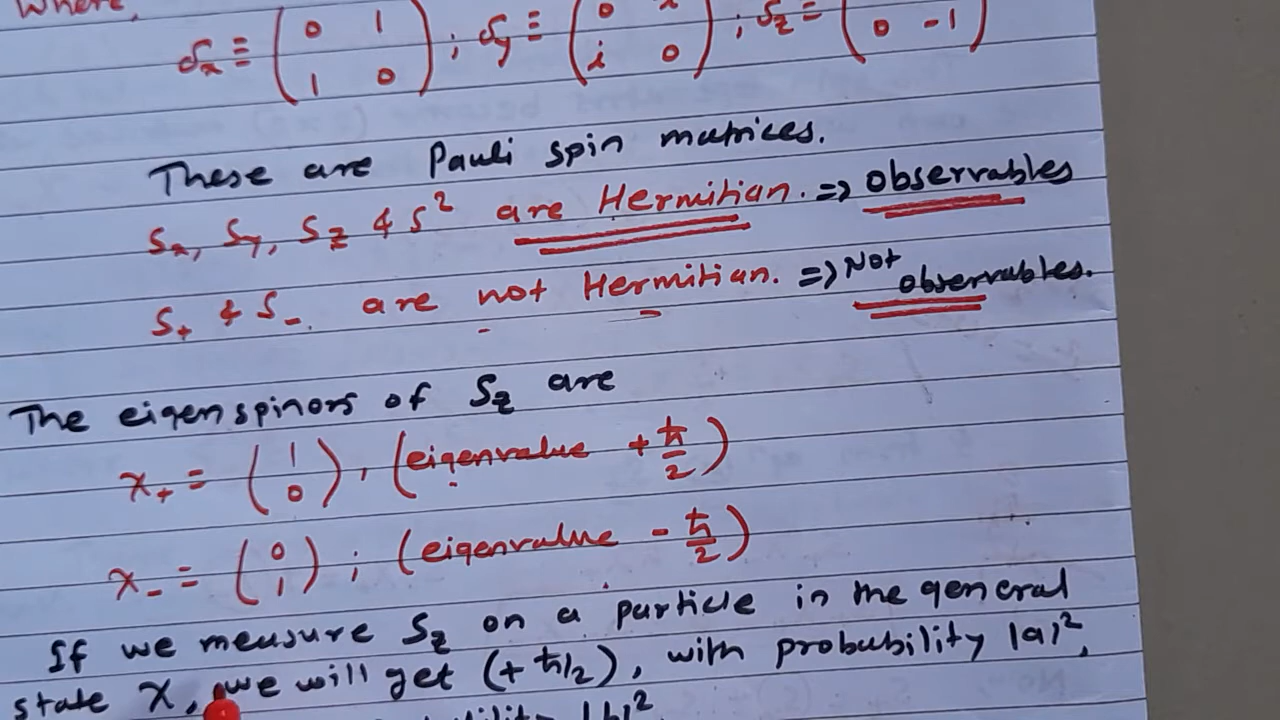 Where,
σx ≡ ( 0 1 ; 1 0 ) ; σy ≡ ( 0 ; i 0 ) ; σz ≡ ( ; 0 -1 )
These are Pauli spin matrices.
Sx, Sy, Sz & S² are Hermitian. => observables
S+ & S- are not Hermitian. => Not observables.
The eigenspinors of Sz are
χ+ = ( 1 ; 0 ), (eigenvalue +ħ/2)
χ- = ( 0 ; 1 ); (eigenvalue -ħ/2)
If we measure Sz on a particle in the general
state χ, we will get (+ħ/2), with probability |a|²,
|b|²